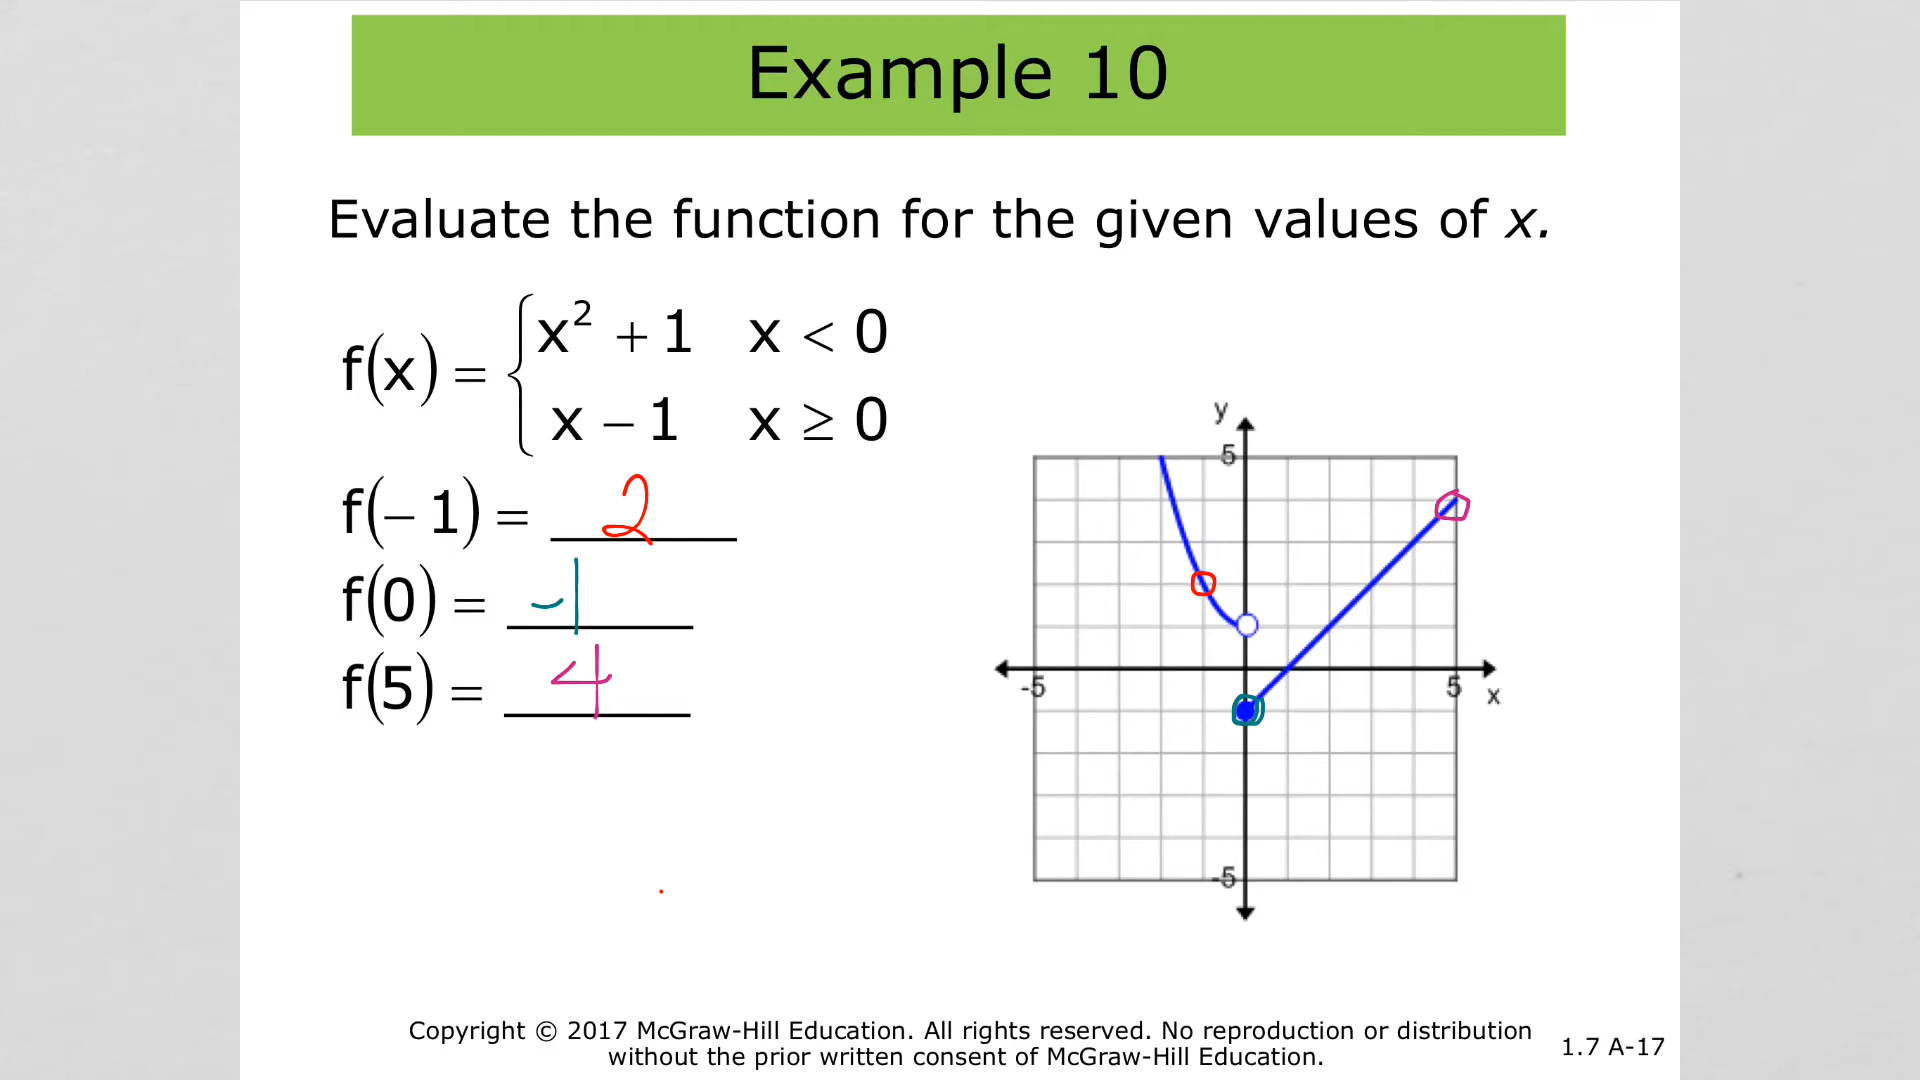 Example 10
Evaluate the function for the given values of x.
f(x) = { x² + 1   x < 0
x − 1   x ≥ 0
f(− 1) = 2
f(0) = -1
f(5) = 4
y
5
-5
5
x
-5
Copyright © 2017 McGraw-Hill Education. All rights reserved. No reproduction or distribution
without the prior written consent of McGraw-Hill Education.
1.7 A-17